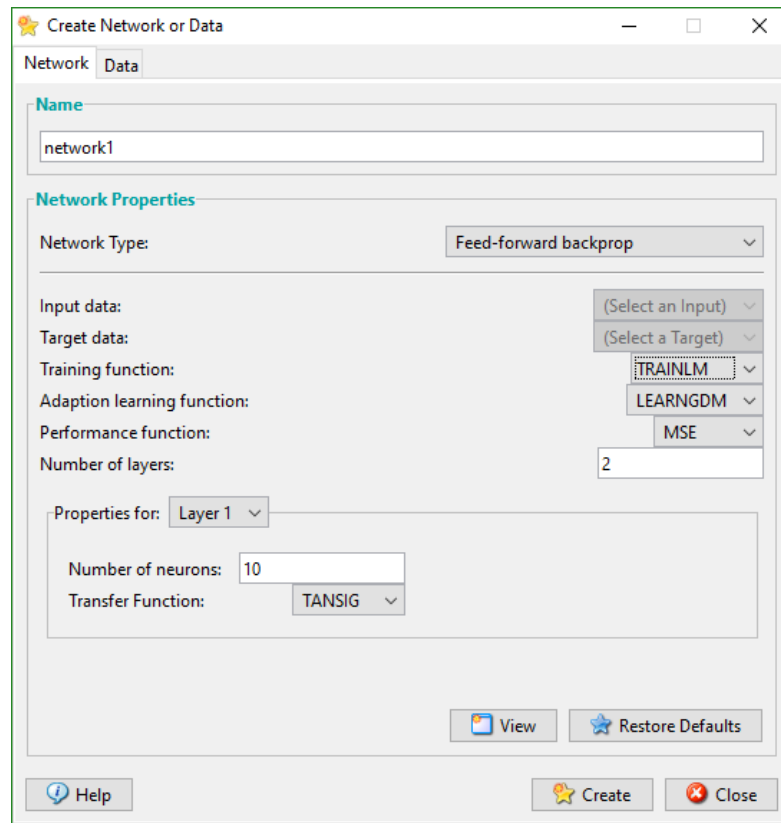 Create Network or Data
Network Data
Name
network1
Network Properties
Network Type: Feed-forward backprop
Input data: (Select an Input)
Target data: (Select a Target)
Training function: TRAINLM
Adaption learning function: LEARNGDM
Performance function: MSE
Number of layers: 2
Properties for: Layer 1
Number of neurons: 10
Transfer Function: TANSIG
View Restore Defaults
Help Create Close